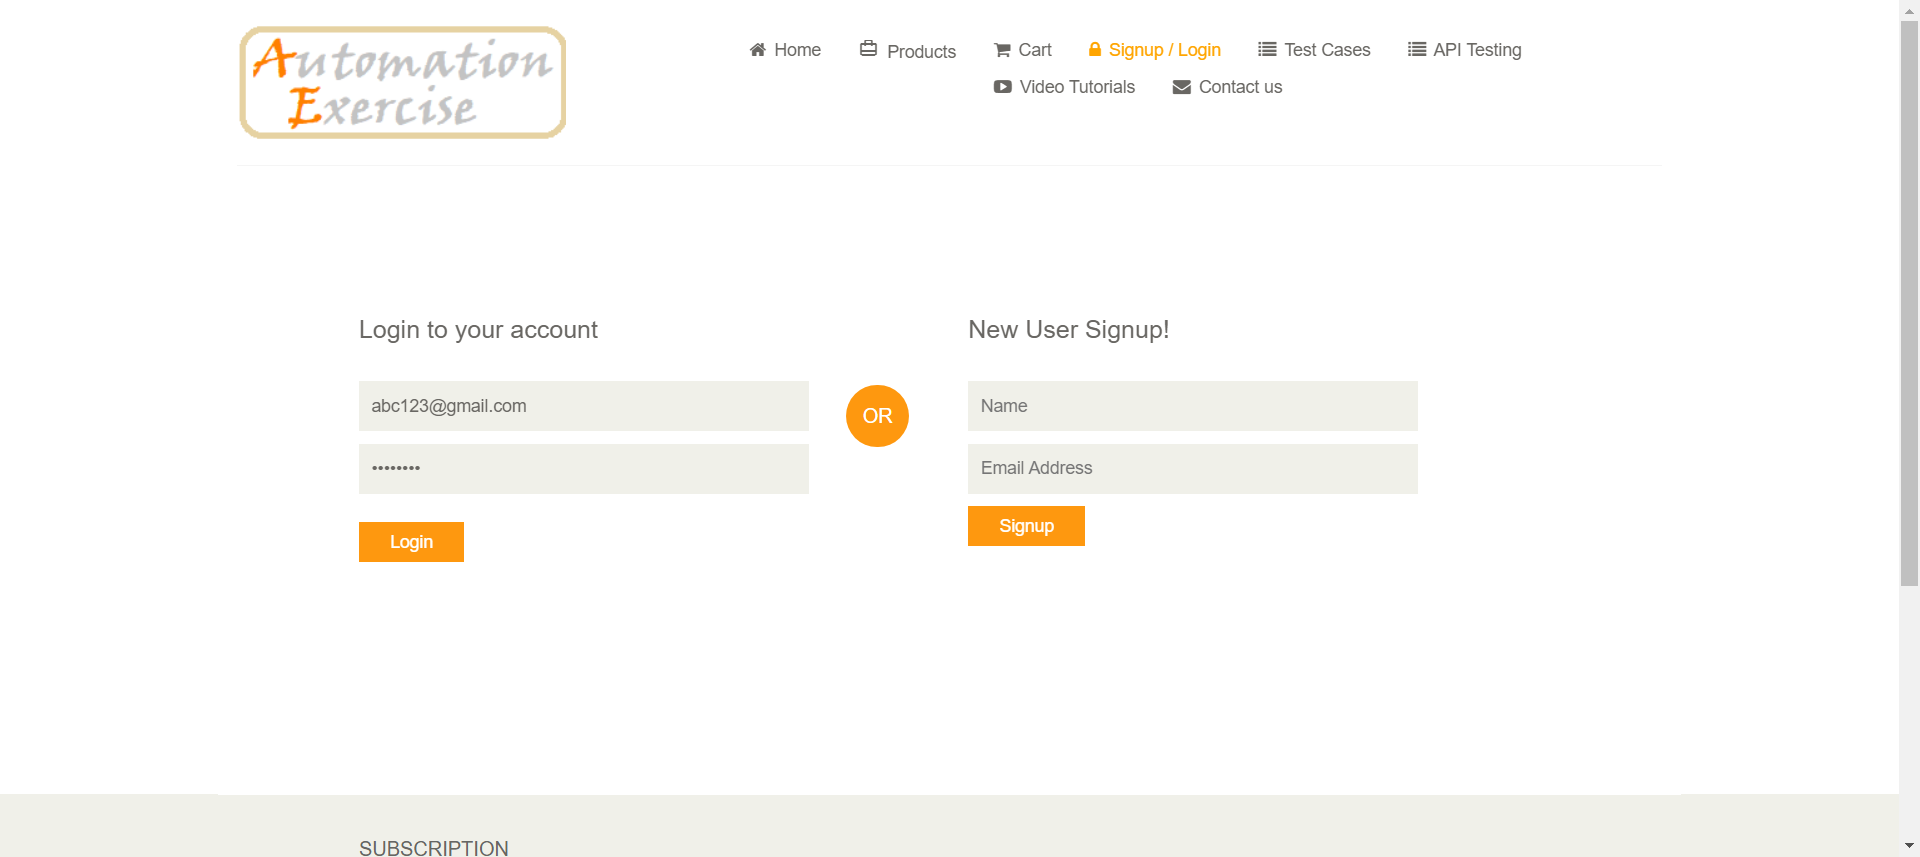 Automation
Exercise
Home Products Cart Signup / Login Test Cases API Testing
Video Tutorials Contact us
Login to your account
abc123@gmail.com
••••••••
Login
OR
New User Signup!
Name
Email Address
Signup
SUBSCRIPTION